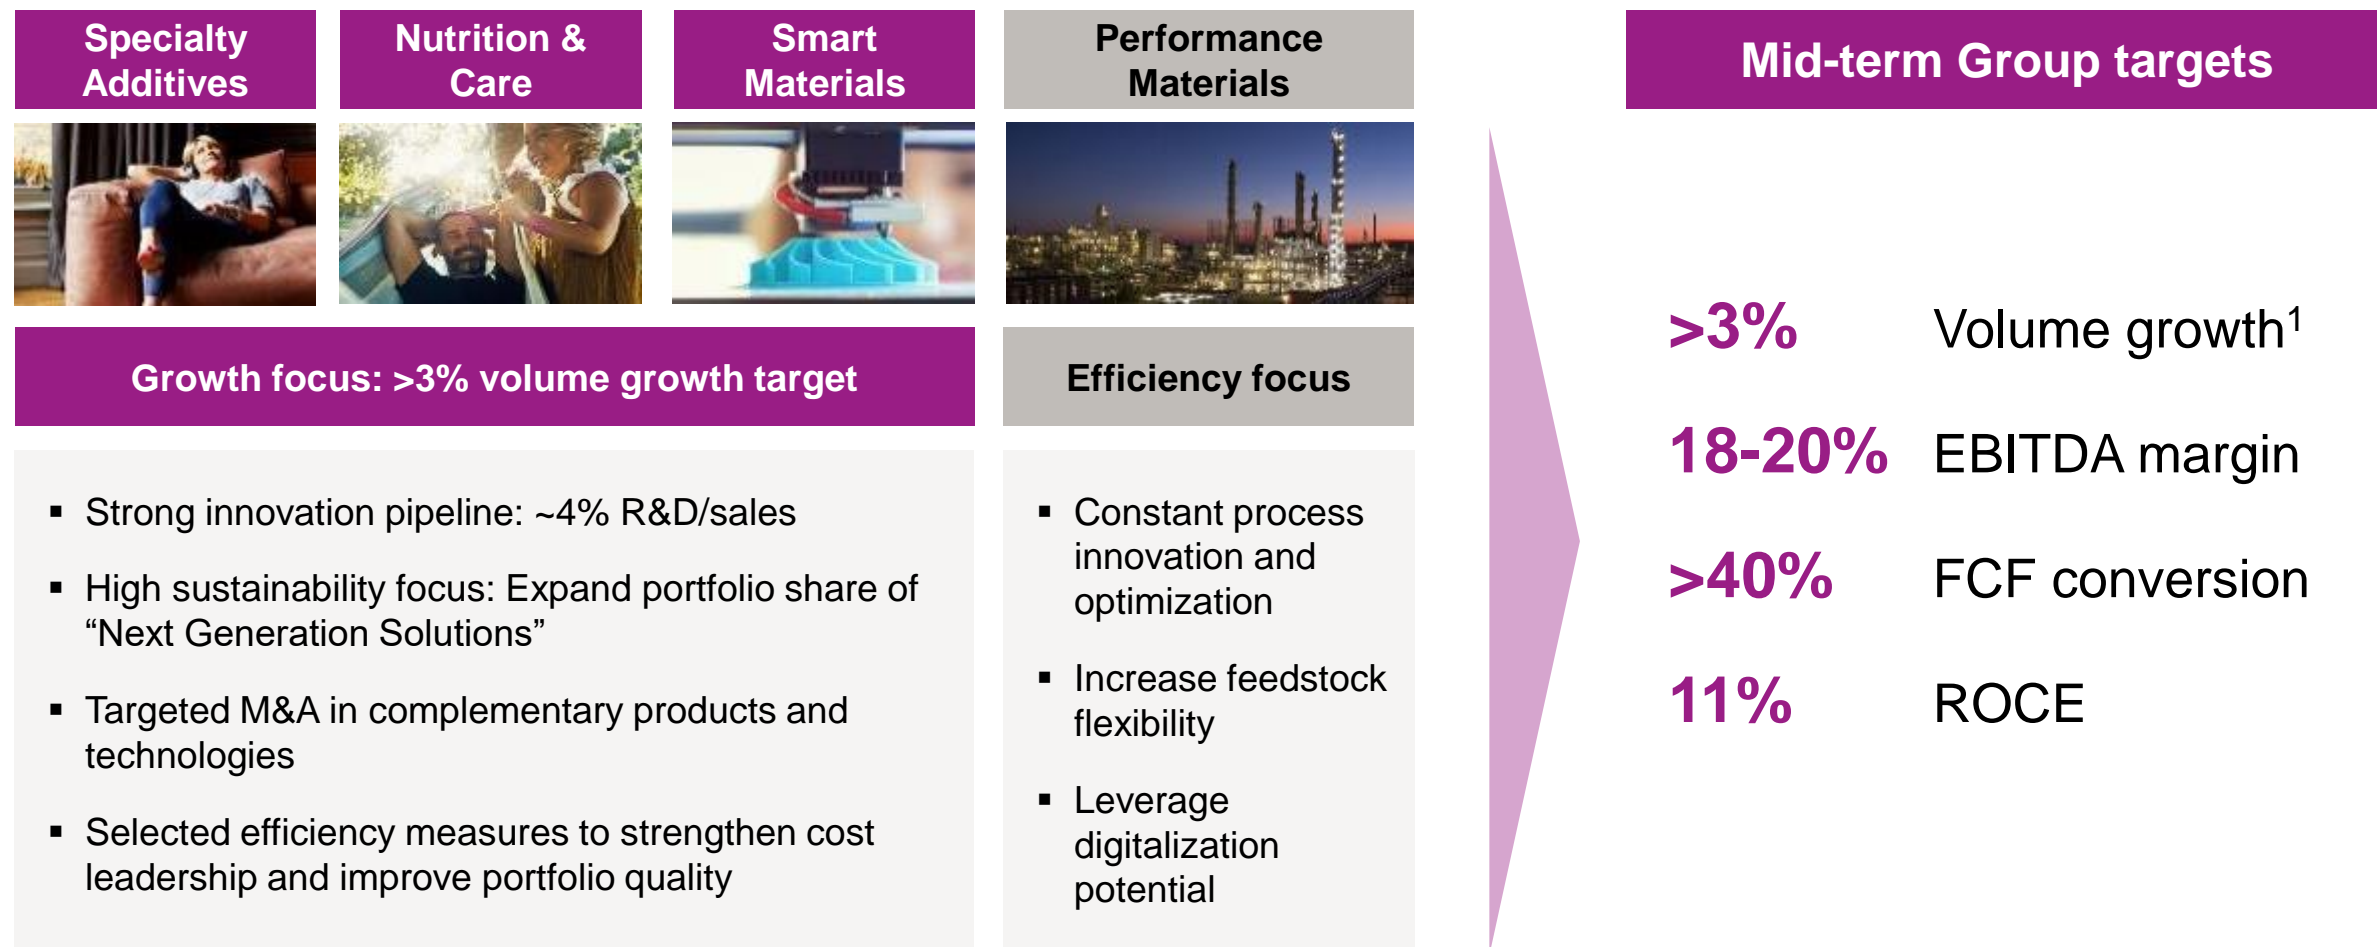 Specialty
Additives
Nutrition &
Care
Smart
Materials
Performance
Materials
Growth focus: >3% volume growth target
Efficiency focus
▪ Strong innovation pipeline: ~4% R&D/sales
▪ High sustainability focus: Expand portfolio share of
“Next Generation Solutions”
▪ Targeted M&A in complementary products and
technologies
▪ Selected efficiency measures to strengthen cost
leadership and improve portfolio quality
▪ Constant process
innovation and
optimization
▪ Increase feedstock
flexibility
▪ Leverage
digitalization
potential
Mid-term Group targets
>3% Volume growth¹
18-20% EBITDA margin
>40% FCF conversion
11% ROCE